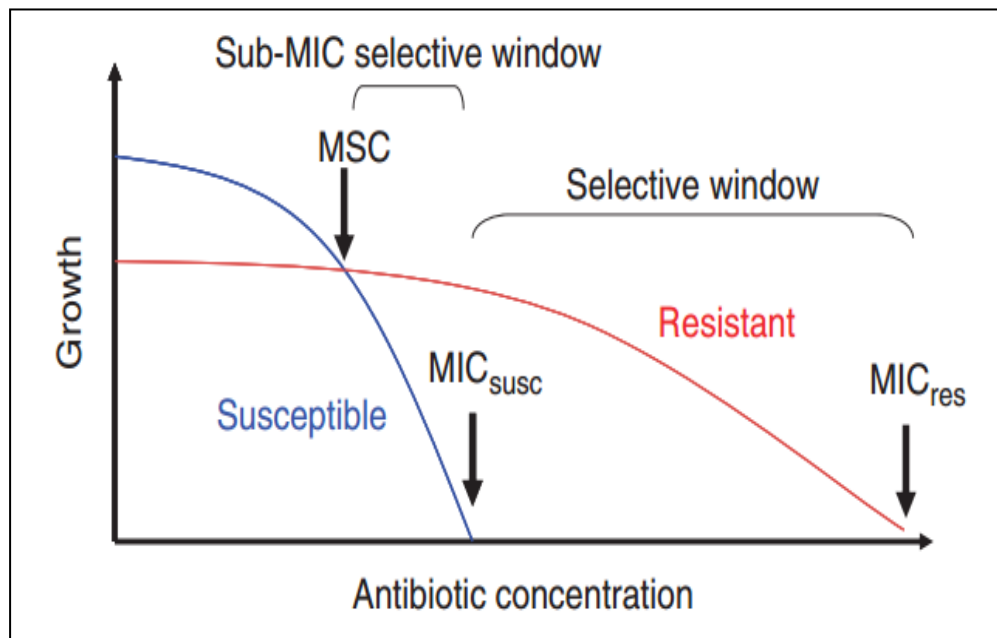 Sub-MIC selective window
MSC
Selective window
Growth
Resistant
MICsusc
MICres
Susceptible
Antibiotic concentration